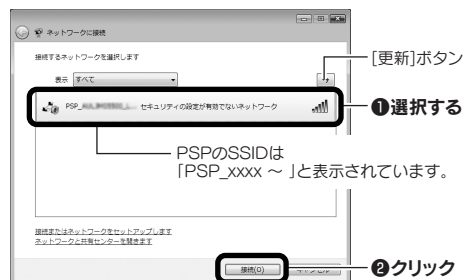 ネットワークに接続
接続するネットワークを選択します
表示 すべて
[更新]ボタン
PSP_ セキュリティの設定が有効でないネットワーク
❶選択する
PSPのSSIDは
「PSP_xxxx ～ 」と表示されています。
接続またはネットワークをセットアップします
ネットワークと共有センターを開きます
接続(O) キャンセル
❷クリック